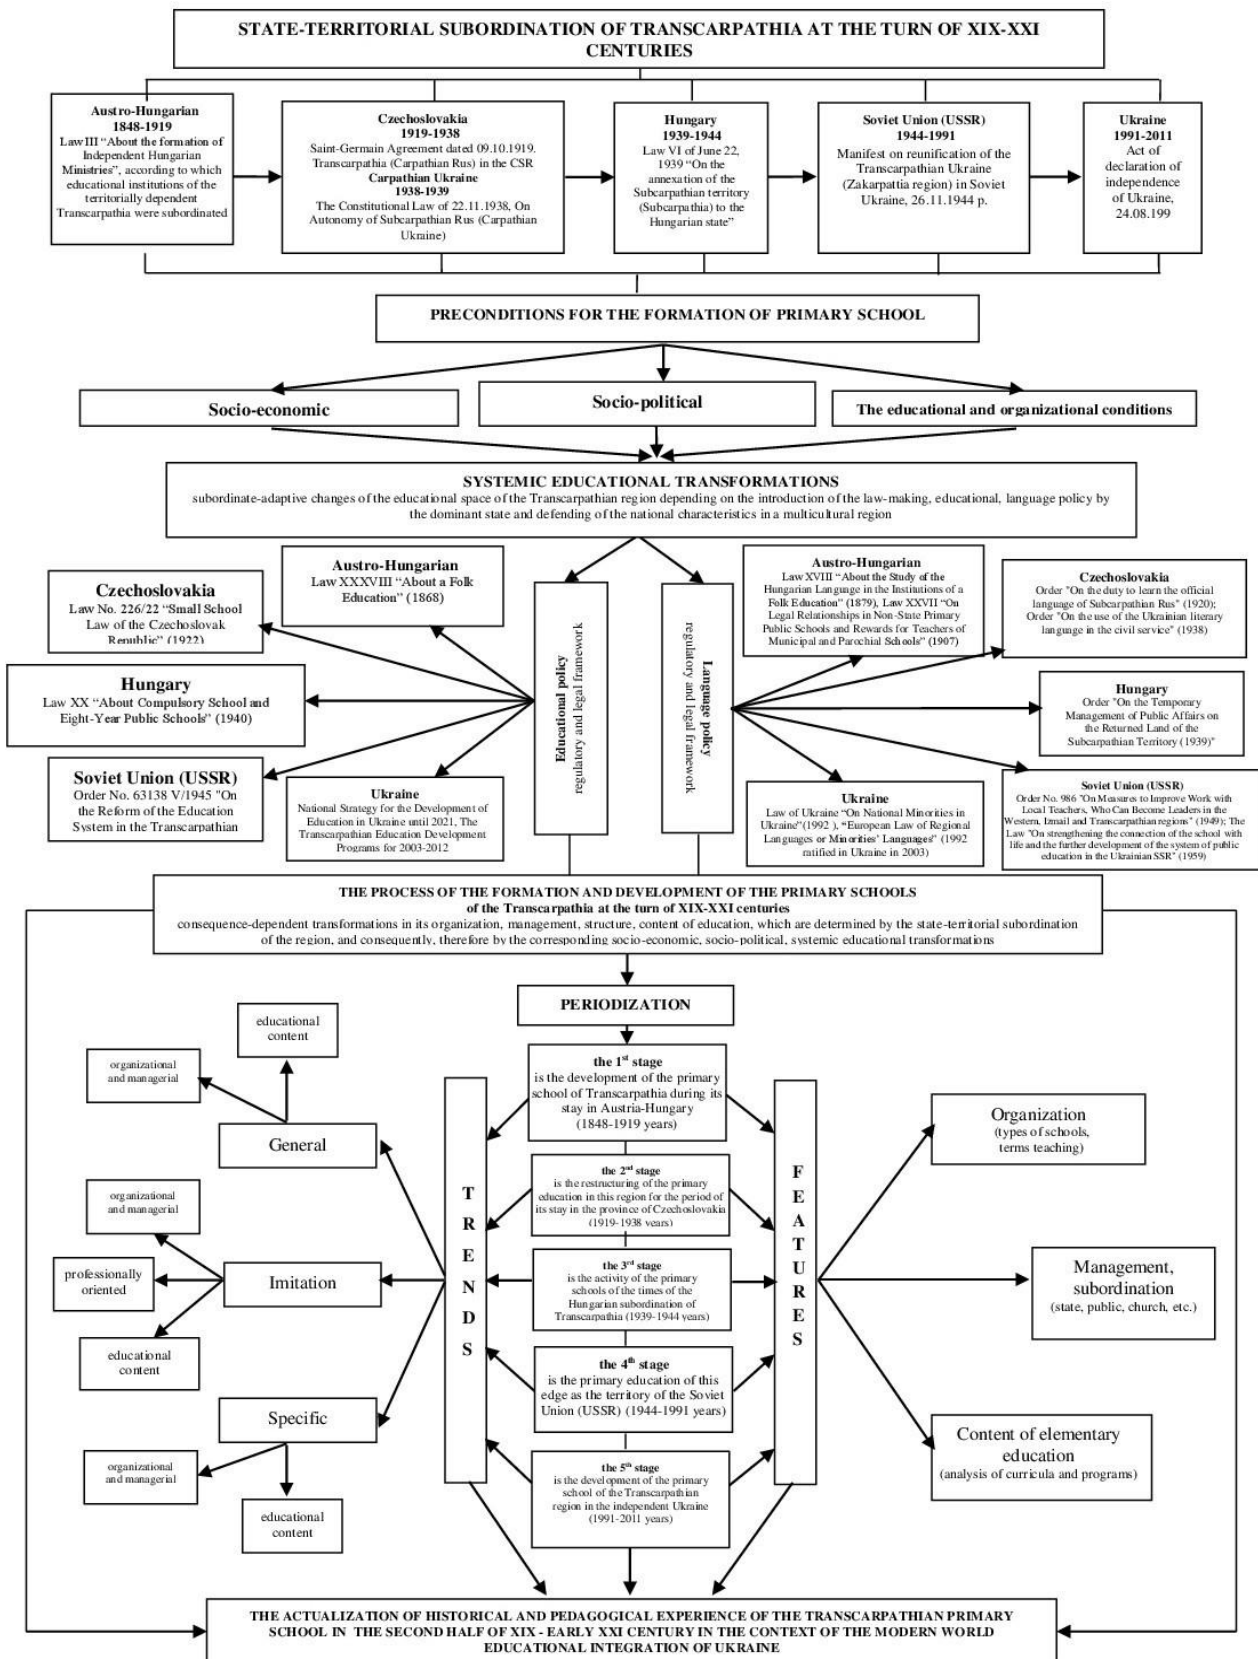 STATE-TERRITORIAL SUBORDINATION OF TRANSCARPATHIA AT THE TURN OF XIX-XXI
CENTURIES
Austro-Hungarian
1848-1919
Law III “About the formation of
Independent Hungarian
Ministries”, according to which
educational institutions of the
territorially dependent
Transcarpathia were subordinated
Czechoslovakia
1919-1938
Saint-Germain Agreement dated 09.10.1919.
Transcarpathia (Carpathian Rus) in the CSR
Carpathian Ukraine
1938-1939
The Constitutional Law of 22.11.1938, On
Autonomy of Subcarpathian Rus (Carpathian
Ukraine)
Hungary
1939-1944
Law VI of June 22,
1939 “On the
annexation of the
Subcarpathian territory
(Subcarpathia) to the
Hungarian state”
Soviet Union (USSR)
1944-1991
Manifest on reunification of the
Transcarpathian Ukraine
(Zakarpattia region) in Soviet
Ukraine, 26.11.1944 p.
Ukraine
1991-2011
Act of
declaration of
independence
of Ukraine,
24.08.199
PRECONDITIONS FOR THE FORMATION OF PRIMARY SCHOOL
Socio-economic
Socio-political
The educational and organizational conditions
SYSTEMIC EDUCATIONAL TRANSFORMATIONS
subordinate-adaptive changes of the educational space of the Transcarpathian region depending on the introduction of the law-making, educational, language policy by
the dominant state and defending of the national characteristics in a multicultural region
Austro-Hungarian
Law XXXVIII “About a Folk
Education” (1868)
Czechoslovakia
Law No. 226/22 “Small School
Law of the Czechoslovak
Republic” (1922)
Hungary
Law XX “About Compulsory School and
Eight-Year Public Schools” (1940)
Soviet Union (USSR)
Order No. 63138 V/1945 "On
the Reform of the Education
System in the Transcarpathian
Ukraine
National Strategy for the Development of
Education in Ukraine until 2021, The
Transcarpathian Education Development
Programs for 2003-2012
Educational policy
regulatory and legal framework
Language policy
regulatory and legal framework
Austro-Hungarian
Law XVIII “About the Study of the
Hungarian Language in the Institutions of
a Folk Education” (1879), Law XXVII “On
Legal Relationships in Non-State Primary
Public Schools and Rewards for Teachers of
Municipal and Parochial Schools” (1907)
Czechoslovakia
Order "On the duty to learn the official
language of Subcarpathian Rus" (1920);
Order "On the use of the Ukrainian literary
language in the civil service" (1938)
Hungary
Order "On the Temporary
Management of Public Affairs on
the Returned Land of the
Subcarpathian Territory (1939)"
Soviet Union (USSR)
Order No. 986 "On Measures to Improve Work with
Local Teachers, Who Can Become Leaders in the
Western, Izmail and Transcarpathian regions" (1949); The
Law "On strengthening the connection of the school with
life and the further development of the system of public
education in the Ukrainian SSR" (1959)
Ukraine
Law of Ukraine “On National Minorities in
Ukraine”(1992 ), “European Law of Regional
Languages or Minorities’ Languages” (1992
ratified in Ukraine in 2003)
THE PROCESS OF THE FORMATION AND DEVELOPMENT OF THE PRIMARY SCHOOLS
of the Transcarpathia at the turn of XIX-XXI centuries
consequence-dependent transformations in its organization, management, structure, content of education, which are determined by the state-territorial subordination
of the region, and consequently, therefore by the corresponding socio-economic, socio-political, systemic educational transformations
PERIODIZATION
the 1st stage
is the development of the primary
school of Transcarpathia during its
stay in Austria-Hungary
(1848-1919 years)
the 2nd stage
is the restructuring of the primary
education in this region for the period of
its stay in the province of Czechoslovakia
(1919-1938 years)
the 3rd stage
is the activity of the primary
schools of the times of the
Hungarian subordination of
Transcarpathia (1939-1944 years)
the 4th stage
is the primary education of this
edge as the territory of the Soviet
Union (USSR) (1944-1991 years)
the 5th stage
is the development of the primary
school of the Transcarpathian
region in the independent Ukraine
(1991-2011 years)
TRENDS
FEATURES
educational
content
organizational
and managerial
General
organizational
and managerial
professionally
oriented
Imitation
educational
content
Specific
organizational
and managerial
educational
content
Organization
(types of schools,
terms teaching)
Management,
subordination
(state, public, church, etc.)
Content of elementary
education
(analysis of curricula and programs)
THE ACTUALIZATION OF HISTORICAL AND PEDAGOGICAL EXPERIENCE OF THE TRANSCARPATHIAN PRIMARY
SCHOOL IN THE SECOND HALF OF XIX - EARLY XXI CENTURY IN THE CONTEXT OF THE MODERN WORLD
EDUCATIONAL INTEGRATION OF UKRAINE